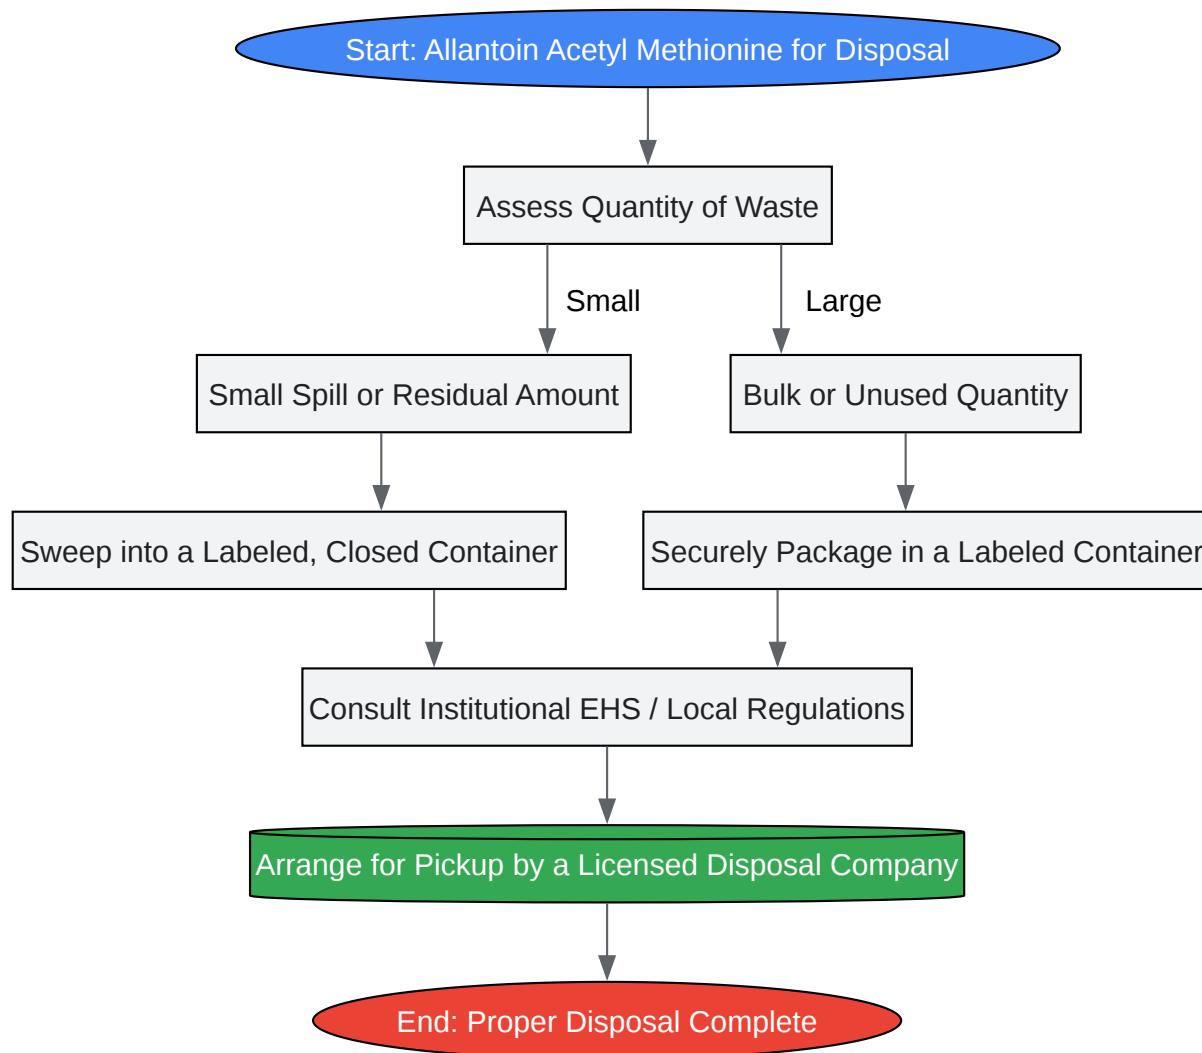 Start: Allantoin Acetyl Methionine for Disposal
Assess Quantity of Waste
Small
Large
Small Spill or Residual Amount
Bulk or Unused Quantity
Sweep into a Labeled, Closed Container
Securely Package in a Labeled Container
Consult Institutional EHS / Local Regulations
Arrange for Pickup by a Licensed Disposal Company
End: Proper Disposal Complete